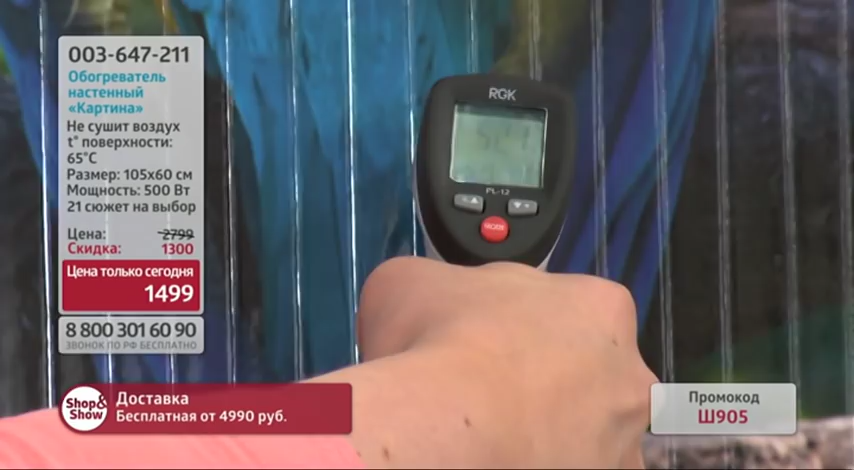 003-647-211
Обогреватель
настенный
«Картина»
Не сушит воздух
t° поверхности:
65°C
Размер: 105x60 см
Мощность: 500 Вт
21 сюжет на выбор
Цена: 2799
Скидка: 1300
Цена только сегодня
1499
8 800 301 60 90
ЗВОНОК ПО РФ БЕСПЛАТНО
RGK
PL-12
MODE
Shop&
Show
Доставка
Бесплатная от 4990 руб.
Промокод
Ш905